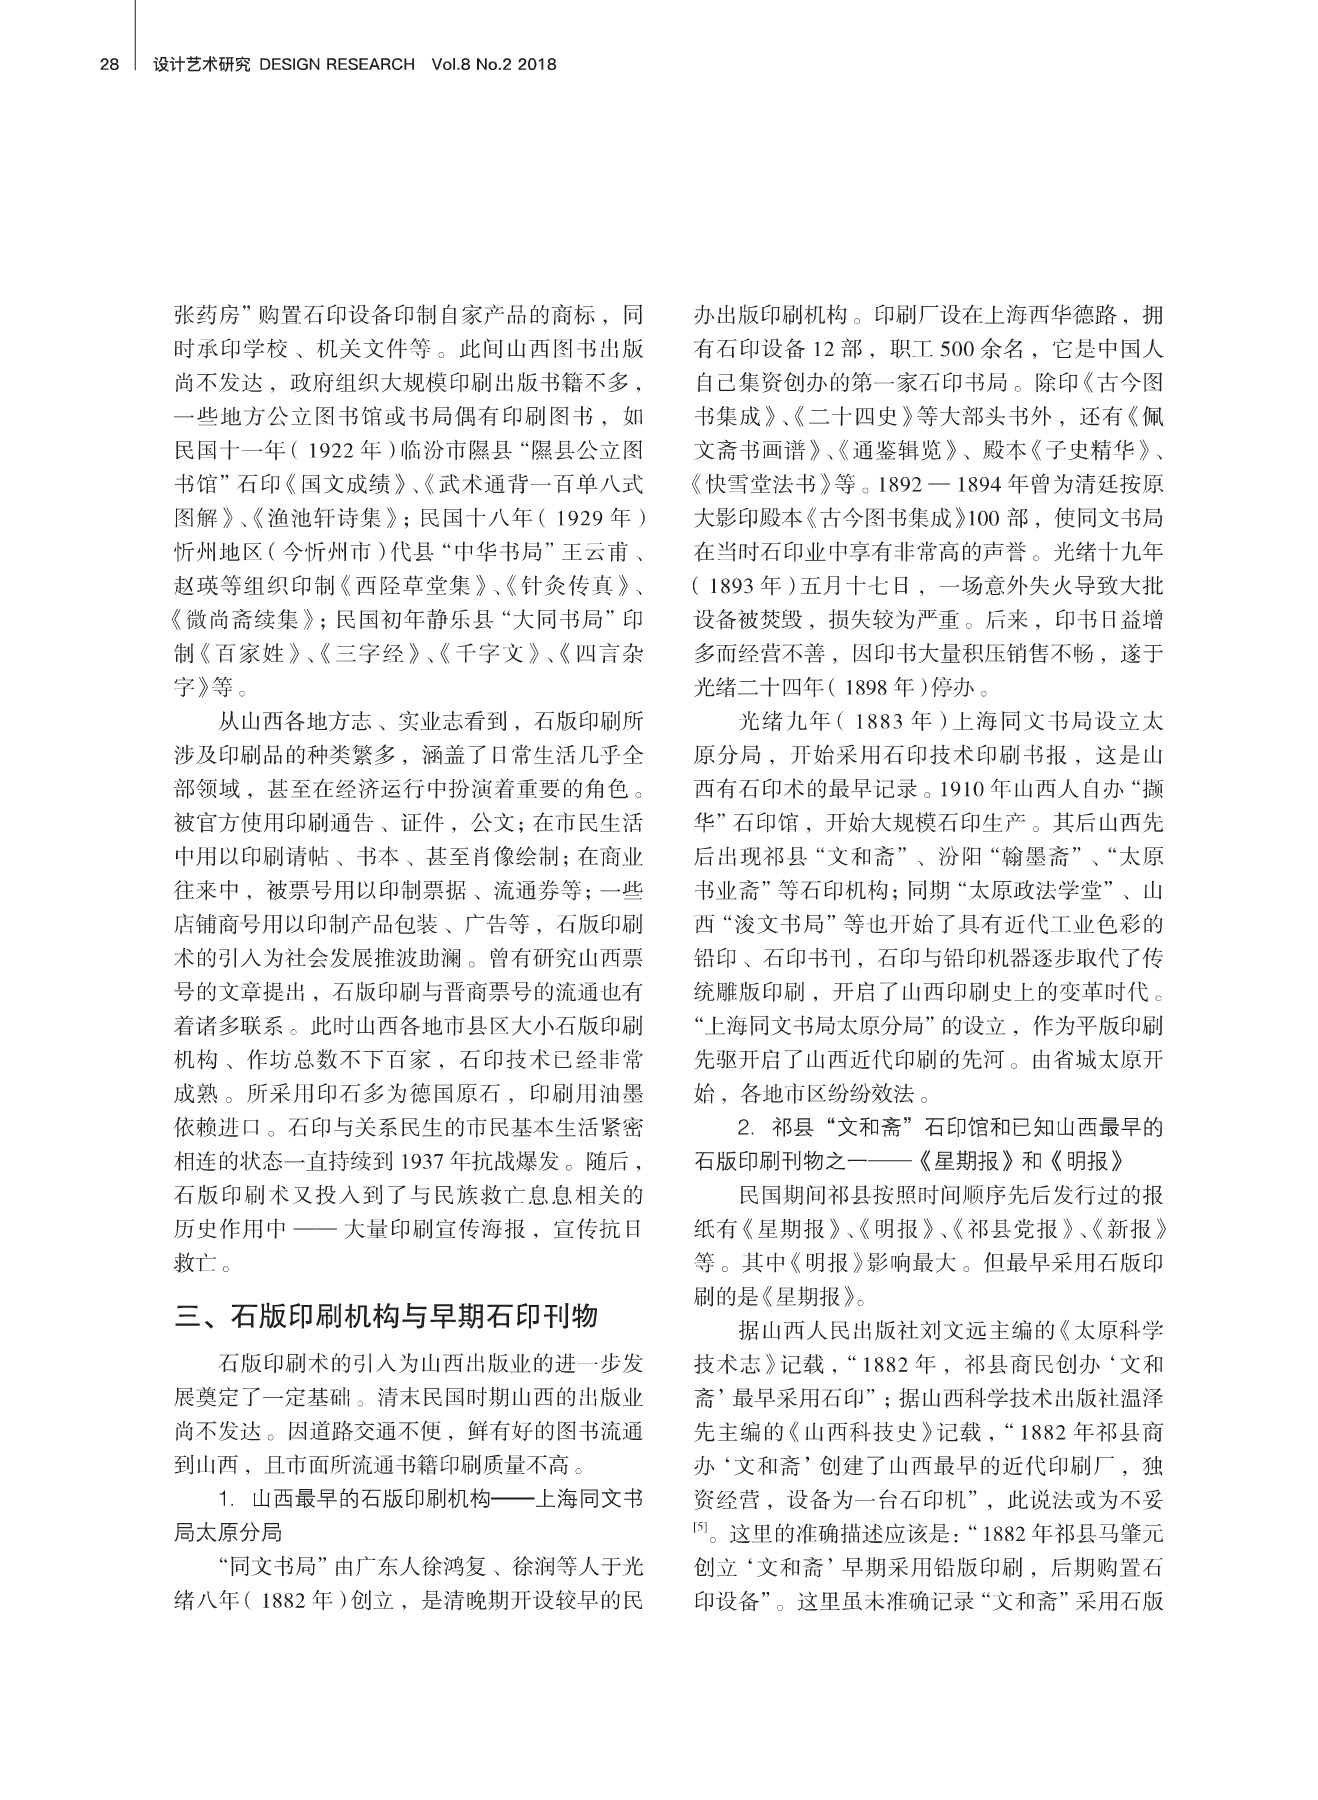 28 设计艺术研究 DESIGN RESEARCH Vol.8 No.2 2018
张药房”购置石印设备印制自家产品的商标，同
时承印学校、机关文件等。此间山西图书出版
尚不发达，政府组织大规模印刷出版书籍不多，
一些地方公立图书馆或书局偶有印刷图书，如
民国十一年（1922 年）临汾市隰县“隰县公立图
书馆”石印《国文成绩》、《武术通背一百单八式
图解》、《渔池轩诗集》；民国十八年（1929 年）
忻州地区（今忻州市）代县“中华书局”王云甫、
赵瑛等组织印制《西陉草堂集》、《针灸传真》、
《微尚斋续集》；民国初年静乐县“大同书局”印
制《百家姓》、《三字经》、《千字文》、《四言杂
字》等。
从山西各地方志、实业志看到，石版印刷所
涉及印刷品的种类繁多，涵盖了日常生活几乎全
部领域，甚至在经济运行中扮演着重要的角色。
被官方使用印刷通告、证件，公文；在市民生活
中用以印刷请帖、书本、甚至肖像绘制；在商业
往来中，被票号用以印制票据、流通券等；一些
店铺商号用以印制产品包装、广告等，石版印刷
术的引入为社会发展推波助澜。曾有研究山西票
号的文章提出，石版印刷与晋商票号的流通也有
着诸多联系。此时山西各地市县区大小石版印刷
机构、作坊总数不下百家，石印技术已经非常
成熟。所采用印石多为德国原石，印刷用油墨
依赖进口。石印与关系民生的市民基本生活紧密
相连的状态一直持续到 1937 年抗战爆发。随后，
石版印刷术又投入到了与民族救亡息息相关的
历史作用中 —— 大量印刷宣传海报，宣传抗日
救亡。
三、石版印刷机构与早期石印刊物
石版印刷术的引入为山西出版业的进一步发
展奠定了一定基础。清末民国时期山西的出版业
尚不发达。因道路交通不便，鲜有好的图书流通
到山西，且市面所流通书籍印刷质量不高。
1. 山西最早的石版印刷机构——上海同文书
局太原分局
“同文书局”由广东人徐鸿复、徐润等人于光
绪八年（1882 年）创立，是清晚期开设较早的民
办出版印刷机构。印刷厂设在上海西华德路，拥
有石印设备 12 部，职工 500 余名，它是中国人
自己集资创办的第一家石印书局。除印《古今图
书集成》、《二十四史》等大部头书外，还有《佩
文斋书画谱》、《通鉴辑览》、殿本《子史精华》、
《快雪堂法书》等。1892 — 1894 年曾为清廷按原
大影印殿本《古今图书集成》100 部，使同文书局
在当时石印业中享有非常高的声誉。光绪十九年
（1893 年）五月十七日，一场意外失火导致大批
设备被焚毁，损失较为严重。后来，印书日益增
多而经营不善，因印书大量积压销售不畅，遂于
光绪二十四年（1898 年）停办。
光绪九年（1883 年）上海同文书局设立太
原分局，开始采用石印技术印刷书报，这是山
西有石印术的最早记录。1910 年山西人自办“撷
华”石印馆，开始大规模石印生产。其后山西先
后出现祁县“文和斋”、汾阳“翰墨斋”、“太原
书业斋”等石印机构；同期“太原政法学堂”、山
西“浚文书局”等也开始了具有近代工业色彩的
铅印、石印书刊，石印与铅印机器逐步取代了传
统雕版印刷，开启了山西印刷史上的变革时代。
“上海同文书局太原分局”的设立，作为平版印刷
先驱开启了山西近代印刷的先河。由省城太原开
始，各地市区纷纷效法。
2. 祁县“文和斋”石印馆和已知山西最早的
石版印刷刊物之一——《星期报》和《明报》
民国期间祁县按照时间顺序先后发行过的报
纸有《星期报》、《明报》、《祁县党报》、《新报》
等。其中《明报》影响最大。但最早采用石版印
刷的是《星期报》。
据山西人民出版社刘文远主编的《太原科学
技术志》记载，“1882 年，祁县商民创办‘文和
斋’最早采用石印”；据山西科学技术出版社温泽
先主编的《山西科技史》记载，“1882 年祁县商
办‘文和斋’创建了山西最早的近代印刷厂，独
资经营，设备为一台石印机”，此说法或为不妥
[5]。这里的准确描述应该是：“1882 年祁县马肇元
创立‘文和斋’早期采用铅版印刷，后期购置石
印设备”。这里虽未准确记录“文和斋”采用石版